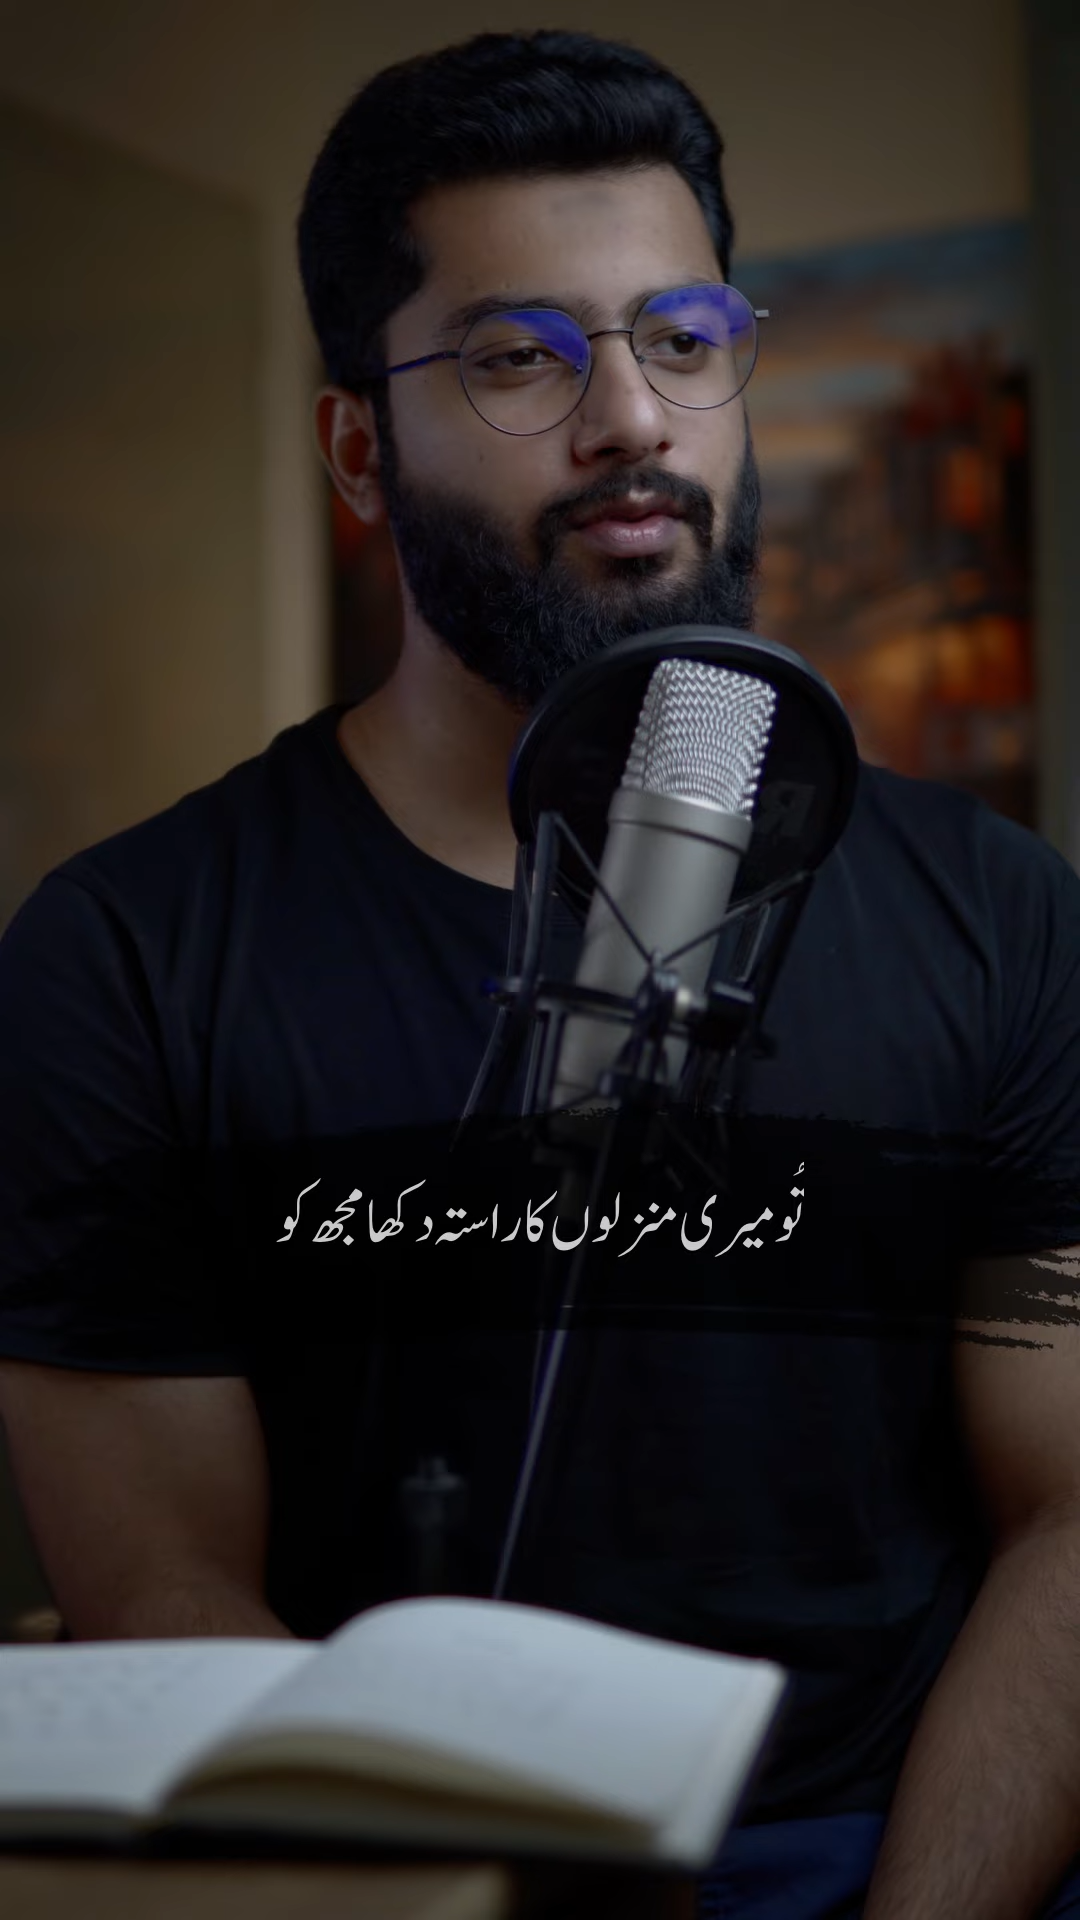 تُو میری منزلوں کا راستہ دکھا مجھ کو